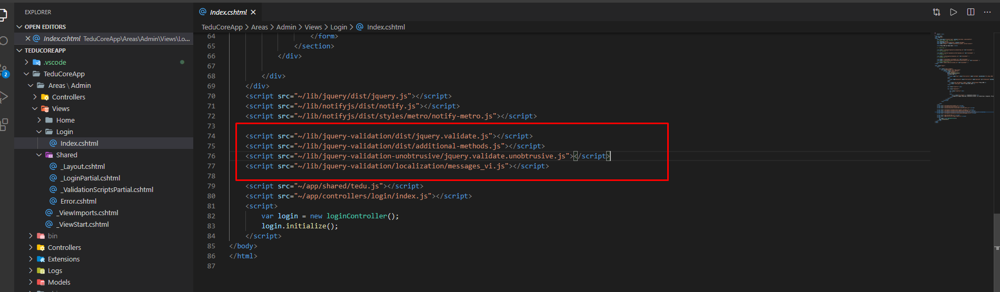 EXPLORER
OPEN EDITORS
Index.cshtml TeduCoreApp\Areas\Admin\Views\Lo...
TEDUCOREAPP
.vscode
TeduCoreApp
Areas \ Admin
Controllers
Views
Home
Login
Index.cshtml
Shared
_Layout.cshtml
_LoginPartial.cshtml
_ValidationScriptsPartial.cshtml
Error.cshtml
_ViewImports.cshtml
_ViewStart.cshtml
bin
Controllers
Extensions
Logs
Models
2
Index.cshtml
TeduCoreApp > Areas > Admin > Views > Login > Index.cshtml
64 </form>
65 </section>
66 </div>
67
68 </div>
69 </div>
70 <script src="~/lib/jquery/dist/jquery.js"></script>
71 <script src="~/lib/notifyjs/dist/notify.js"></script>
72 <script src="~/lib/notifyjs/dist/styles/metro/notify-metro.js"></script>
73
74 <script src="~/lib/jquery-validation/dist/jquery.validate.js"></script>
75 <script src="~/lib/jquery-validation/dist/additional-methods.js"></script>
76 <script src="~/lib/jquery-validation-unobtrusive/jquery.validate.unobtrusive.js"></script>
77 <script src="~/lib/jquery-validation/localization/messages_vi.js"></script>
78
79 <script src="~/app/shared/tedu.js"></script>
80 <script src="~/app/controllers/login/index.js"></script>
81 <script>
82 var login = new loginController();
83 login.initialize();
84 </script>
85 </body>
86 </html>
87